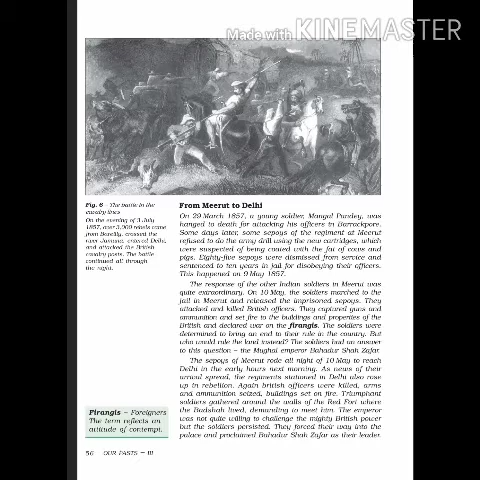 Made with KINEMASTER
Fig. 6 – The battle in the
cavalry lines
On the evening of 3 July
1857, over 3,000 rebels came
from Bareilly, crossed the
river Jamuna, entered Delhi,
and attacked the British
cavalry posts. The battle
continued all through
the night.
From Meerut to Delhi
On 29 March 1857, a young soldier, Mangal Pandey, was
hanged to death for attacking his officers in Barrackpore.
Some days later, some sepoys of the regiment at Meerut
refused to do the army drill using the new cartridges, which
were suspected of being coated with the fat of cows and
pigs. Eighty-five sepoys were dismissed from service and
sentenced to ten years in jail for disobeying their officers.
This happened on 9 May 1857.
The response of the other Indian soldiers in Meerut was
quite extraordinary. On 10 May, the soldiers marched to the
jail in Meerut and released the imprisoned sepoys. They
attacked and killed British officers. They captured guns and
ammunition and set fire to the buildings and properties of the
British and declared war on the firangis. The soldiers were
determined to bring an end to their rule in the country. But
who would rule the land instead? The soldiers had an answer
to this question – the Mughal emperor Bahadur Shah Zafar.
The sepoys of Meerut rode all night of 10 May to reach
Delhi in the early hours next morning. As news of their
arrival spread, the regiments stationed in Delhi also rose
up in rebellion. Again british officers were killed, arms
and ammunition seized, buildings set on fire. Triumphant
soldiers gathered around the walls of the Red Fort where
the Badshah lived, demanding to meet him. The emperor
was not quite willing to challenge the mighty British power
but the soldiers persisted. They forced their way into the
palace and proclaimed Bahadur Shah Zafar as their leader.
Firangis – Foreigners
The term reflects an
attitude of contempt.
56 OUR PASTS – III